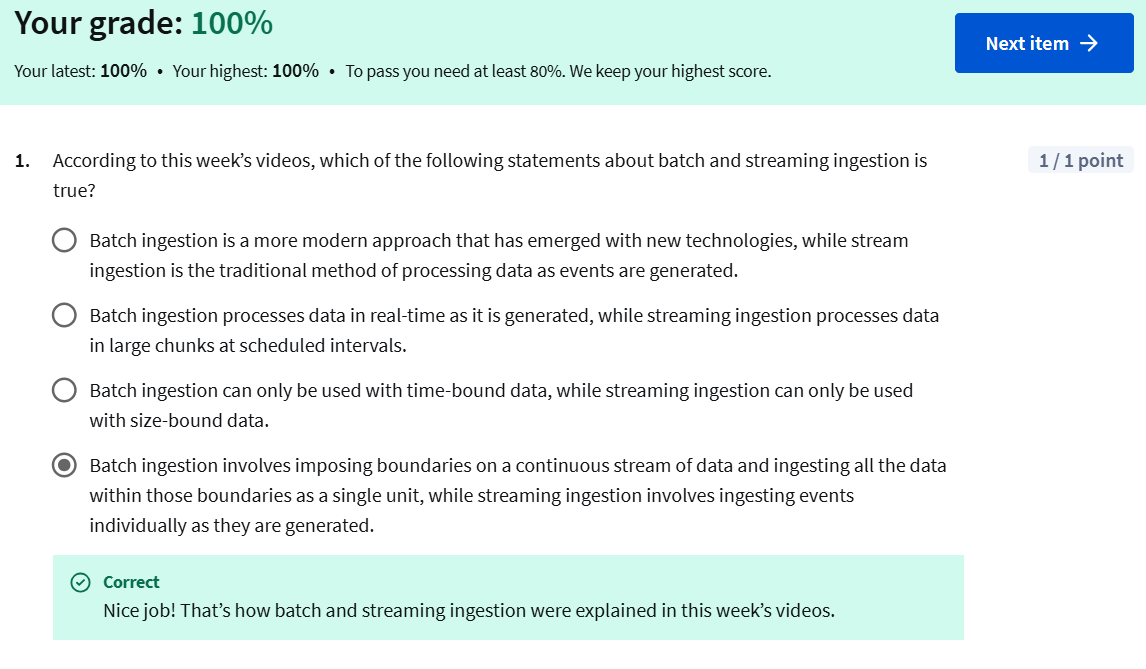 Your grade: 100%
Next item →
Your latest: 100% • Your highest: 100% • To pass you need at least 80%. We keep your highest score.
1. According to this week’s videos, which of the following statements about batch and streaming ingestion is
true?
1 / 1 point
Batch ingestion is a more modern approach that has emerged with new technologies, while stream
ingestion is the traditional method of processing data as events are generated.
Batch ingestion processes data in real-time as it is generated, while streaming ingestion processes data
in large chunks at scheduled intervals.
Batch ingestion can only be used with time-bound data, while streaming ingestion can only be used
with size-bound data.
Batch ingestion involves imposing boundaries on a continuous stream of data and ingesting all the data
within those boundaries as a single unit, while streaming ingestion involves ingesting events
individually as they are generated.
Correct
Nice job! That’s how batch and streaming ingestion were explained in this week’s videos.